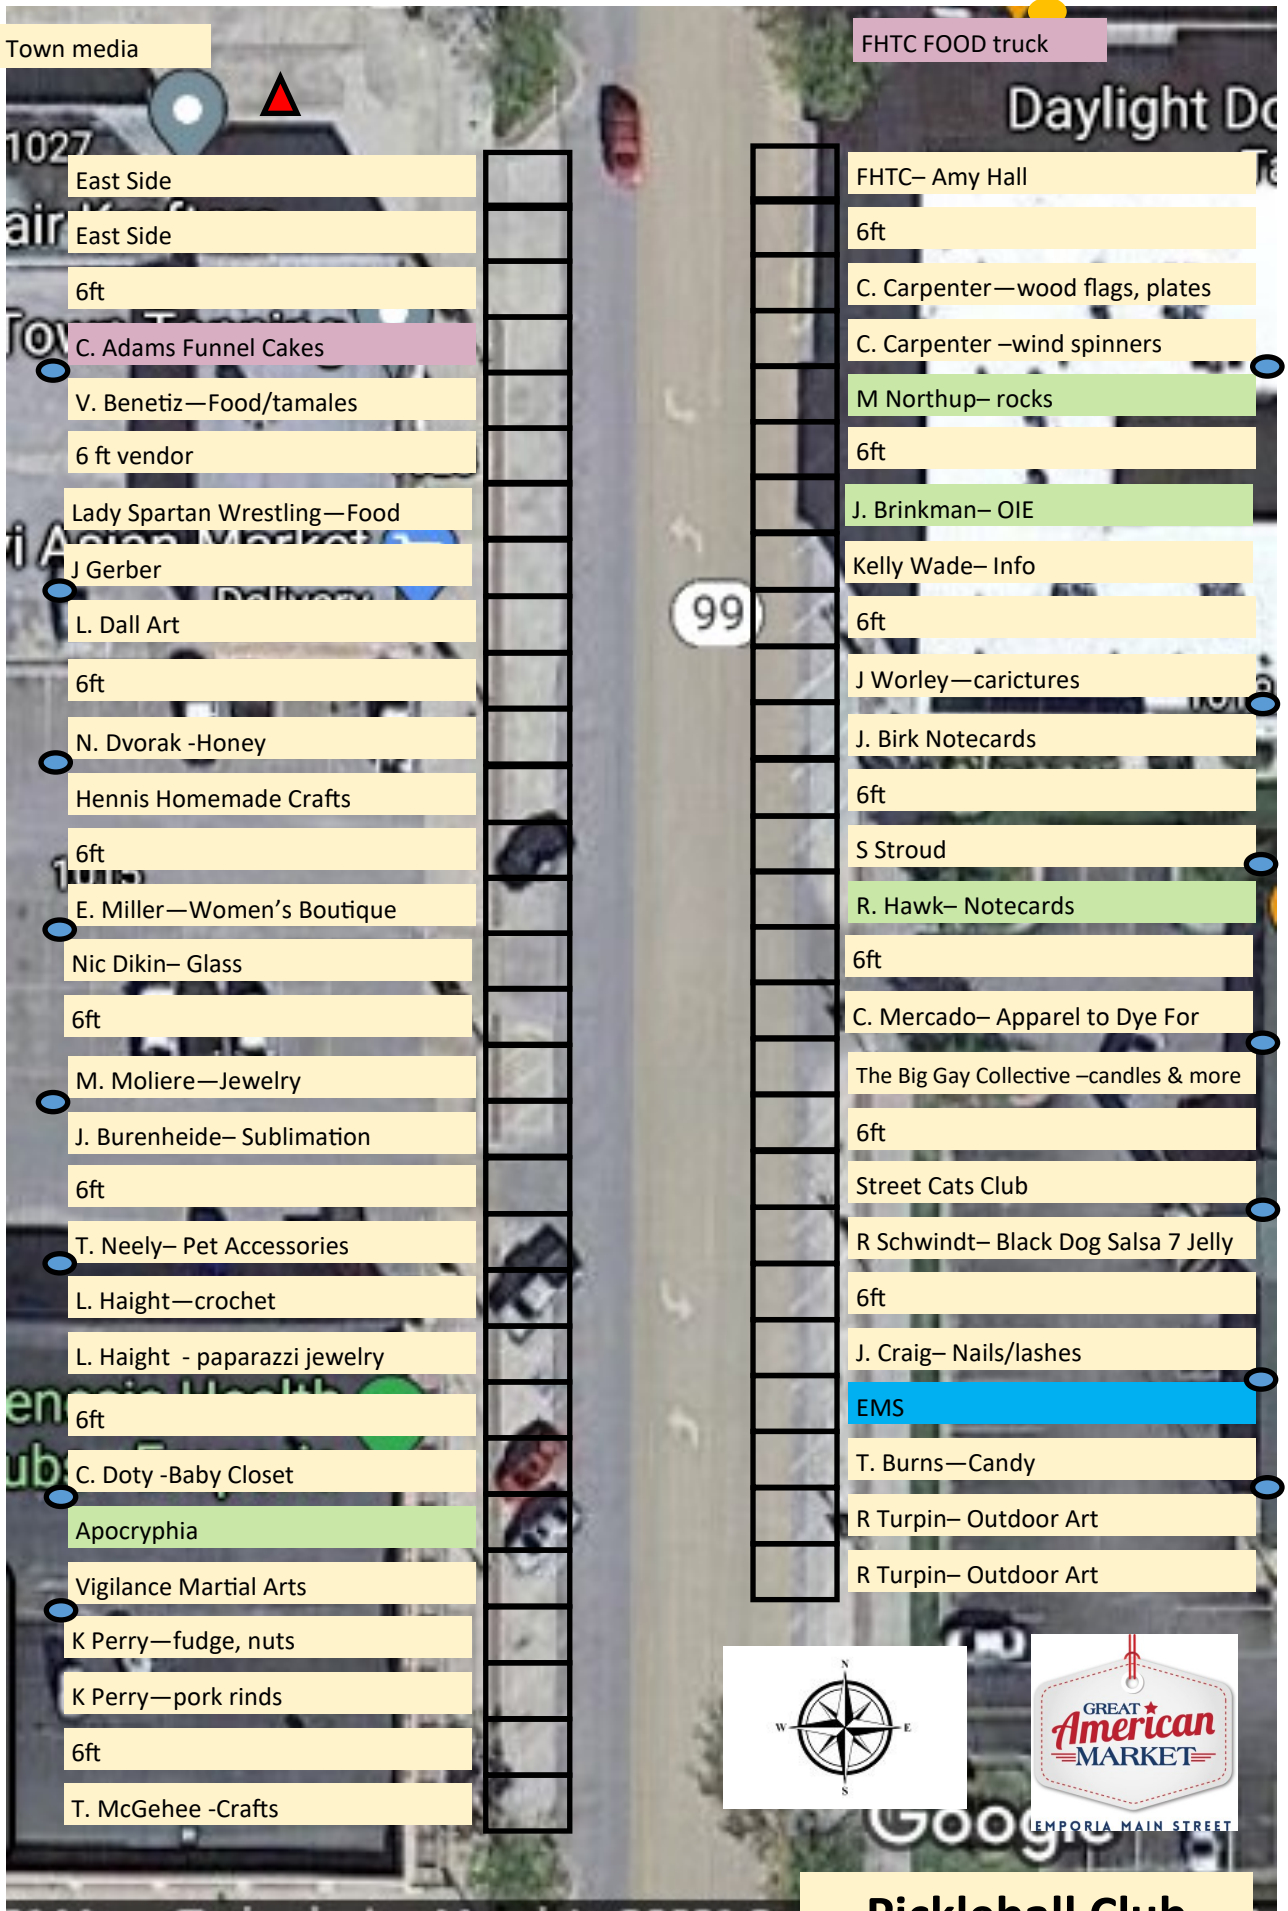 Town media
FHTC FOOD truck
Daylight
1027
East Side
East Side
6ft
C. Adams Funnel Cakes
V. Benetiz—Food/tamales
6 ft vendor
Lady Spartan Wrestling—Food
J Gerber
L. Dall Art
6ft
N. Dvorak -Honey
Hennis Homemade Crafts
6ft
1015
E. Miller—Women's Boutique
Nic Dikin– Glass
6ft
M. Moliere—Jewelry
J. Burenheide– Sublimation
6ft
T. Neely– Pet Accessories
L. Haight—crochet
L. Haight - paparazzi jewelry
6ft
C. Doty -Baby Closet
Apocryphia
Vigilance Martial Arts
K Perry—fudge, nuts
K Perry—pork rinds
6ft
T. McGehee -Crafts
99
FHTC– Amy Hall
6ft
C. Carpenter—wood flags, plates
C. Carpenter –wind spinners
M Northup– rocks
6ft
J. Brinkman– OIE
Kelly Wade– Info
6ft
J Worley—carictures
J. Birk Notecards
6ft
S Stroud
R. Hawk– Notecards
6ft
C. Mercado– Apparel to Dye For
The Big Gay Collective –candles & more
6ft
Street Cats Club
R Schwindt– Black Dog Salsa 7 Jelly
6ft
J. Craig– Nails/lashes
EMS
T. Burns—Candy
R Turpin– Outdoor Art
R Turpin– Outdoor Art
N
W E
S
GREAT
American
MARKET
EMPORIA MAIN STREET
Google
Pickleball Club